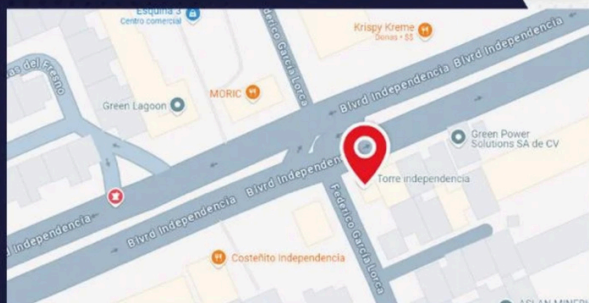 Esquina 3
Centro comercial
Krispy Kreme
Donas • $$
Federico García Lorca
Blvrd Independencia Blvrd Independencia
MORIC
Green Lagoon
Green Power
Solutions SA de CV
Blvrd Independencia Blvrd Independencia
Torre independencia
Independencia
Federico García Lorca
Costeñito Independencia